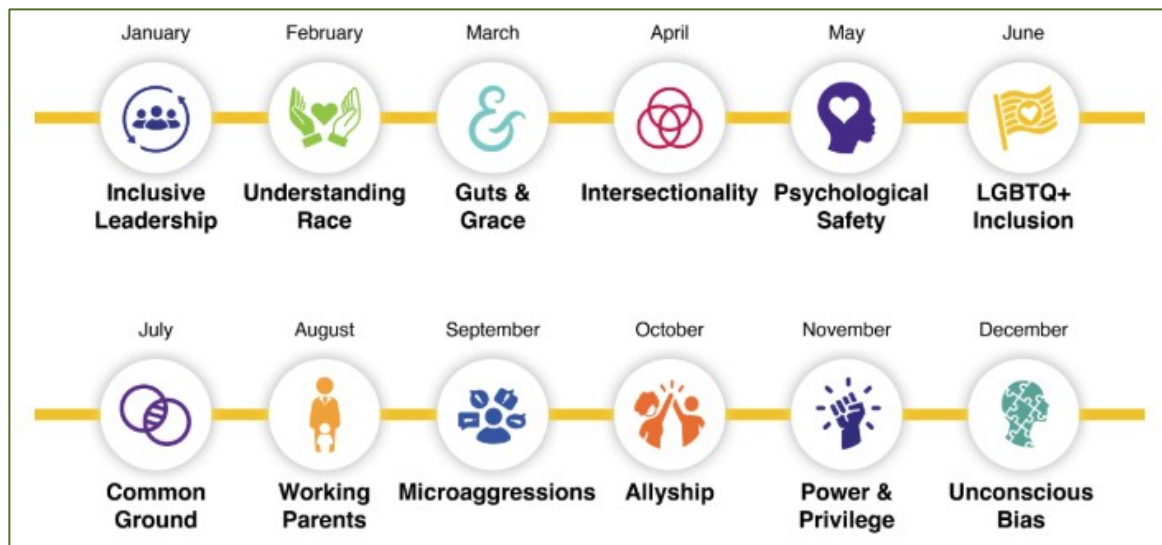 January February March April May June
Inclusive Understanding Guts & Intersectionality Psychological LGBTQ+
Leadership Race Grace Safety Inclusion
July August September October November December
Common Working Microaggressions Allyship Power & Unconscious
Ground Parents Privilege Bias